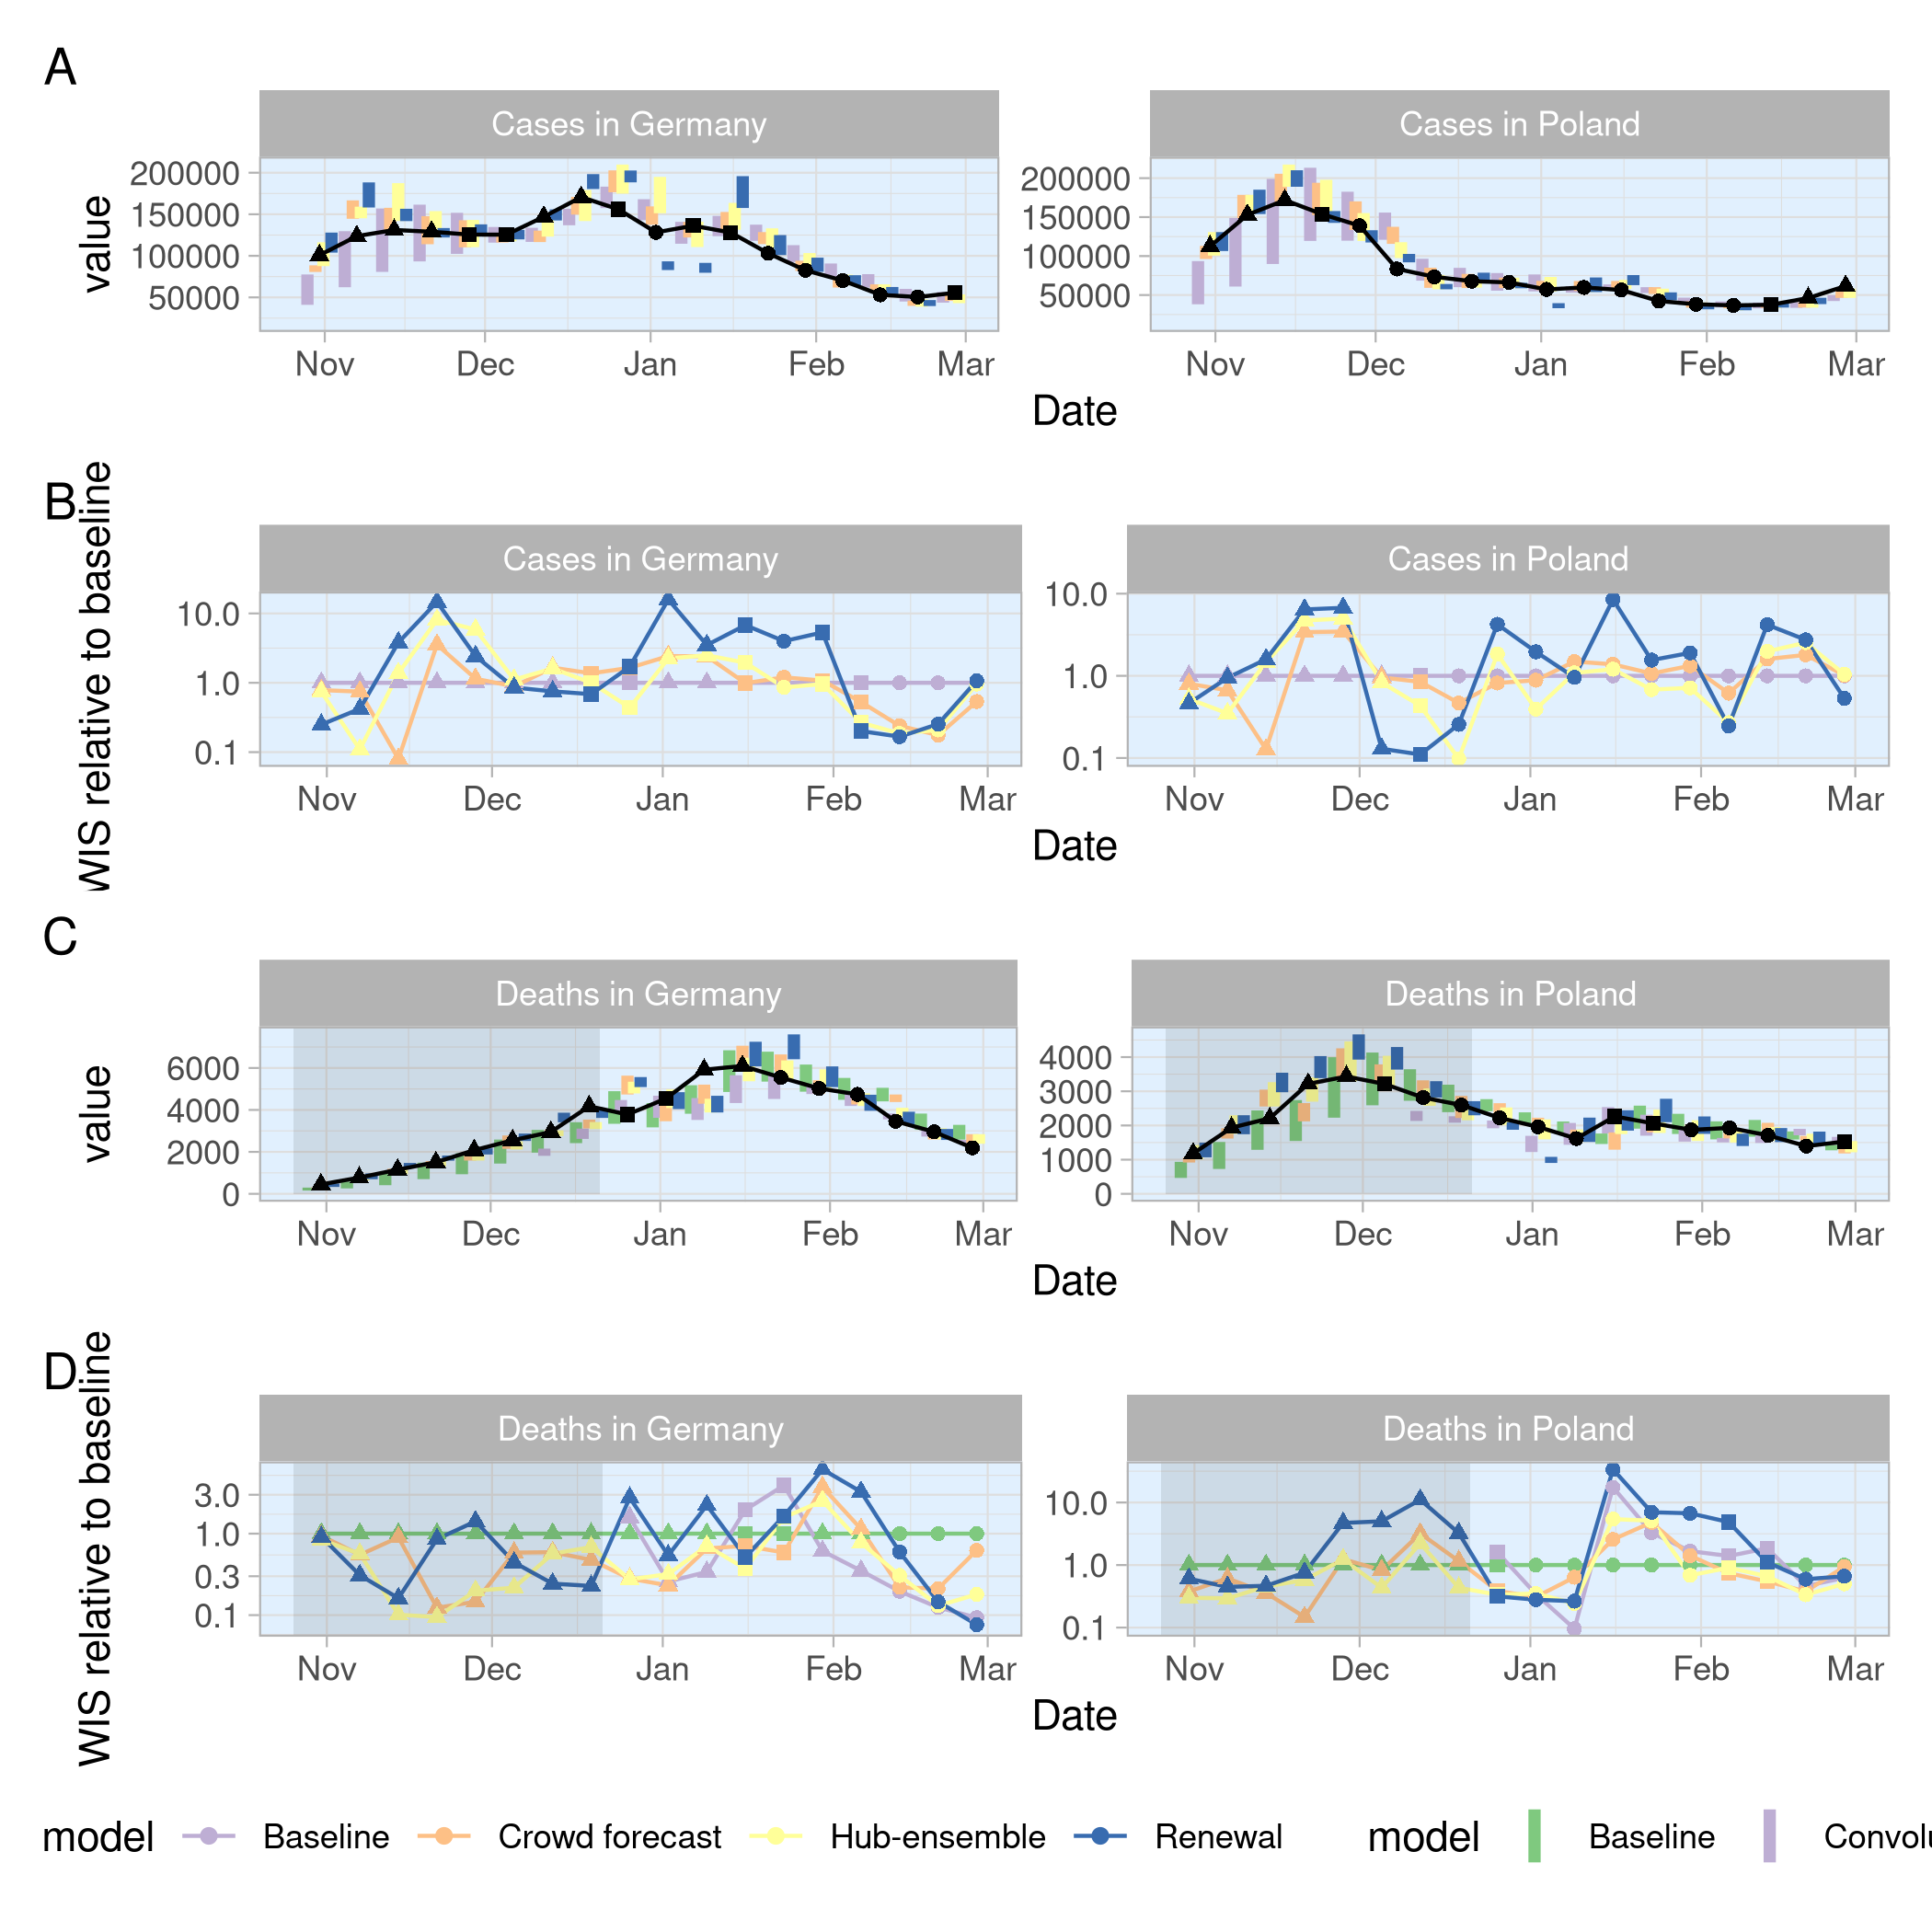 A
Cases in Germany
Cases in Poland
value
200000
150000
100000
50000
200000
150000
100000
50000
Nov Dec Jan Feb Mar
Nov Dec Jan Feb Mar
Date
B
WIS relative to baseline
Cases in Germany
Cases in Poland
10.0
1.0
0.1
10.0
1.0
0.1
Nov Dec Jan Feb Mar
Nov Dec Jan Feb Mar
Date
C
Deaths in Germany
Deaths in Poland
value
6000
4000
2000
0
4000
3000
2000
1000
0
Nov Dec Jan Feb Mar
Nov Dec Jan Feb Mar
Date
D
WIS relative to baseline
Deaths in Germany
Deaths in Poland
3.0
1.0
0.3
0.1
10.0
1.0
0.1
Nov Dec Jan Feb Mar
Nov Dec Jan Feb Mar
Date
model Baseline Crowd forecast Hub-ensemble Renewal model Baseline